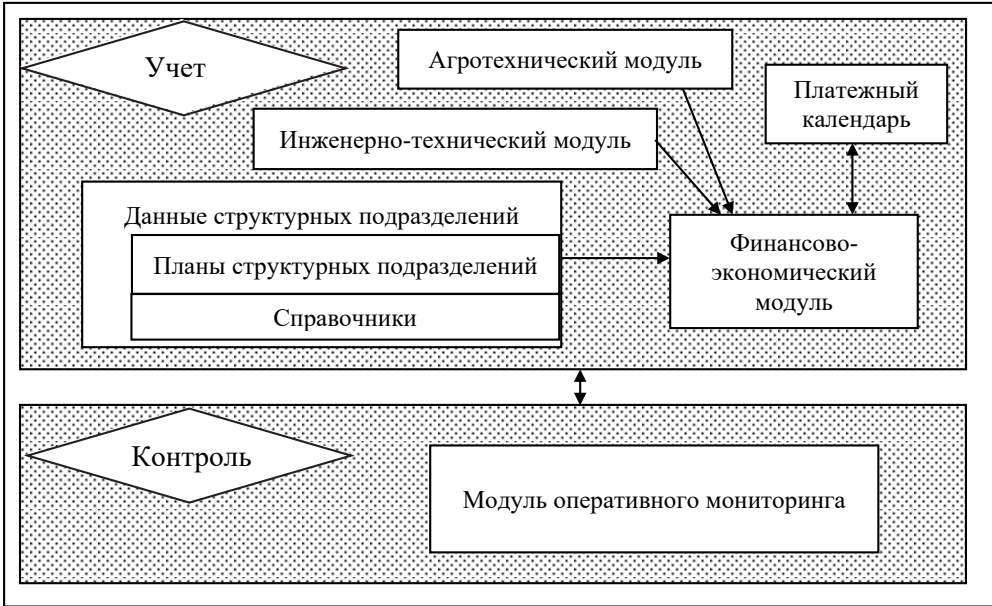 Учет
Агротехнический модуль
Платежный
календарь
Инженерно-технический модуль
Данные структурных подразделений
Планы структурных подразделений
Справочники
Финансово-
экономический
модуль
Контроль
Модуль оперативного мониторинга